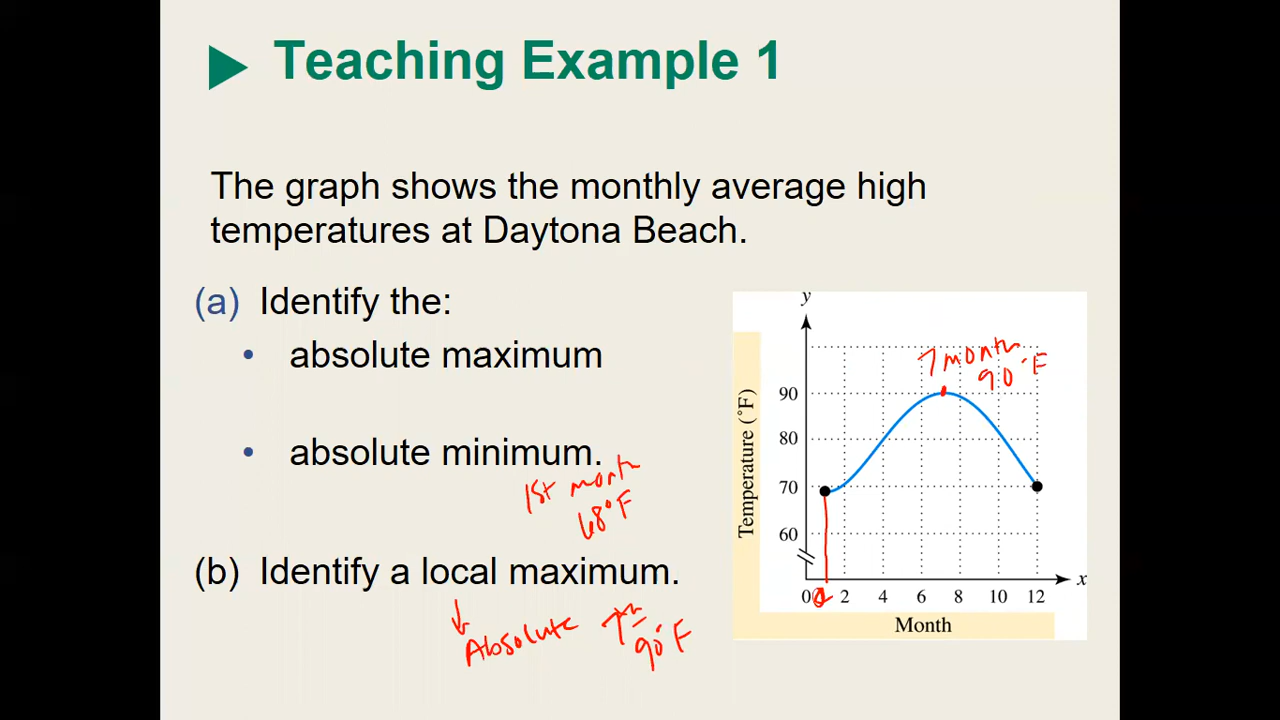 Teaching Example 1
The graph shows the monthly average high
temperatures at Daytona Beach.
(a) Identify the:
• absolute maximum
• absolute minimum.
1st month
68°F
(b) Identify a local maximum.
Absolute 7th
90°F
y
7 month
90°F
Temperature (°F)
90
80
70
60
0 2 4 6 8 10 12 x
Month